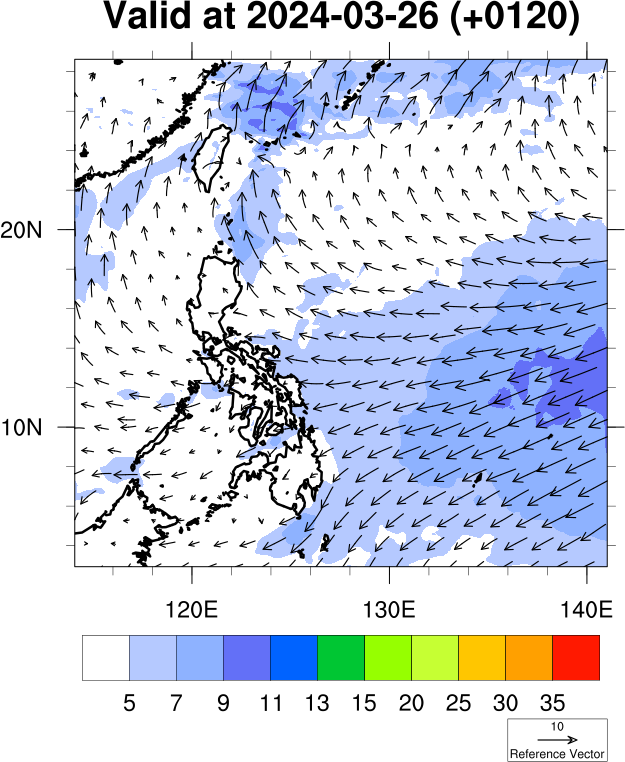 Valid at 2024-03-26 (+0120)
20N
10N
120E 130E 140E
5 7 9 11 13 15 20 25 30 35
10
Reference Vector